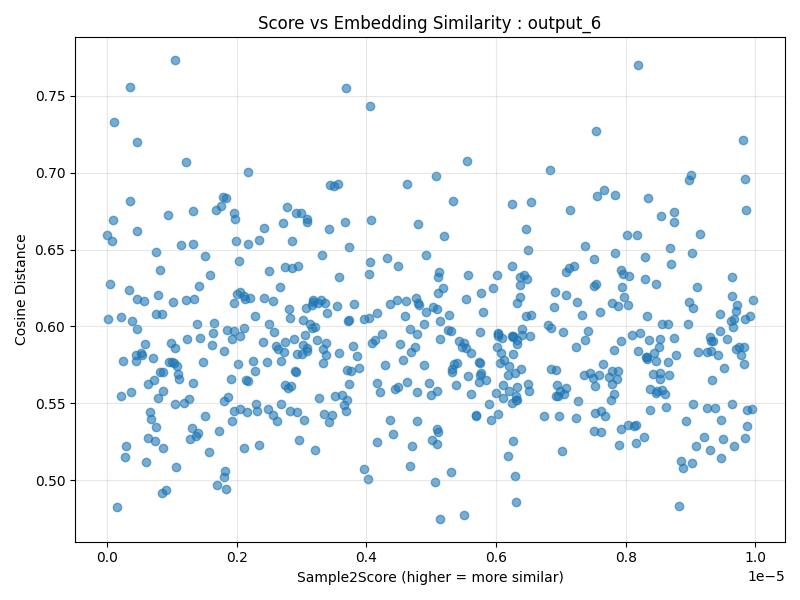 Score vs Embedding Similarity : output_6
Cosine Distance
0.75
0.70
0.65
0.60
0.55
0.50
0.0 0.2 0.4 0.6 0.8 1.0
1e−5
Sample2Score (higher = more similar)